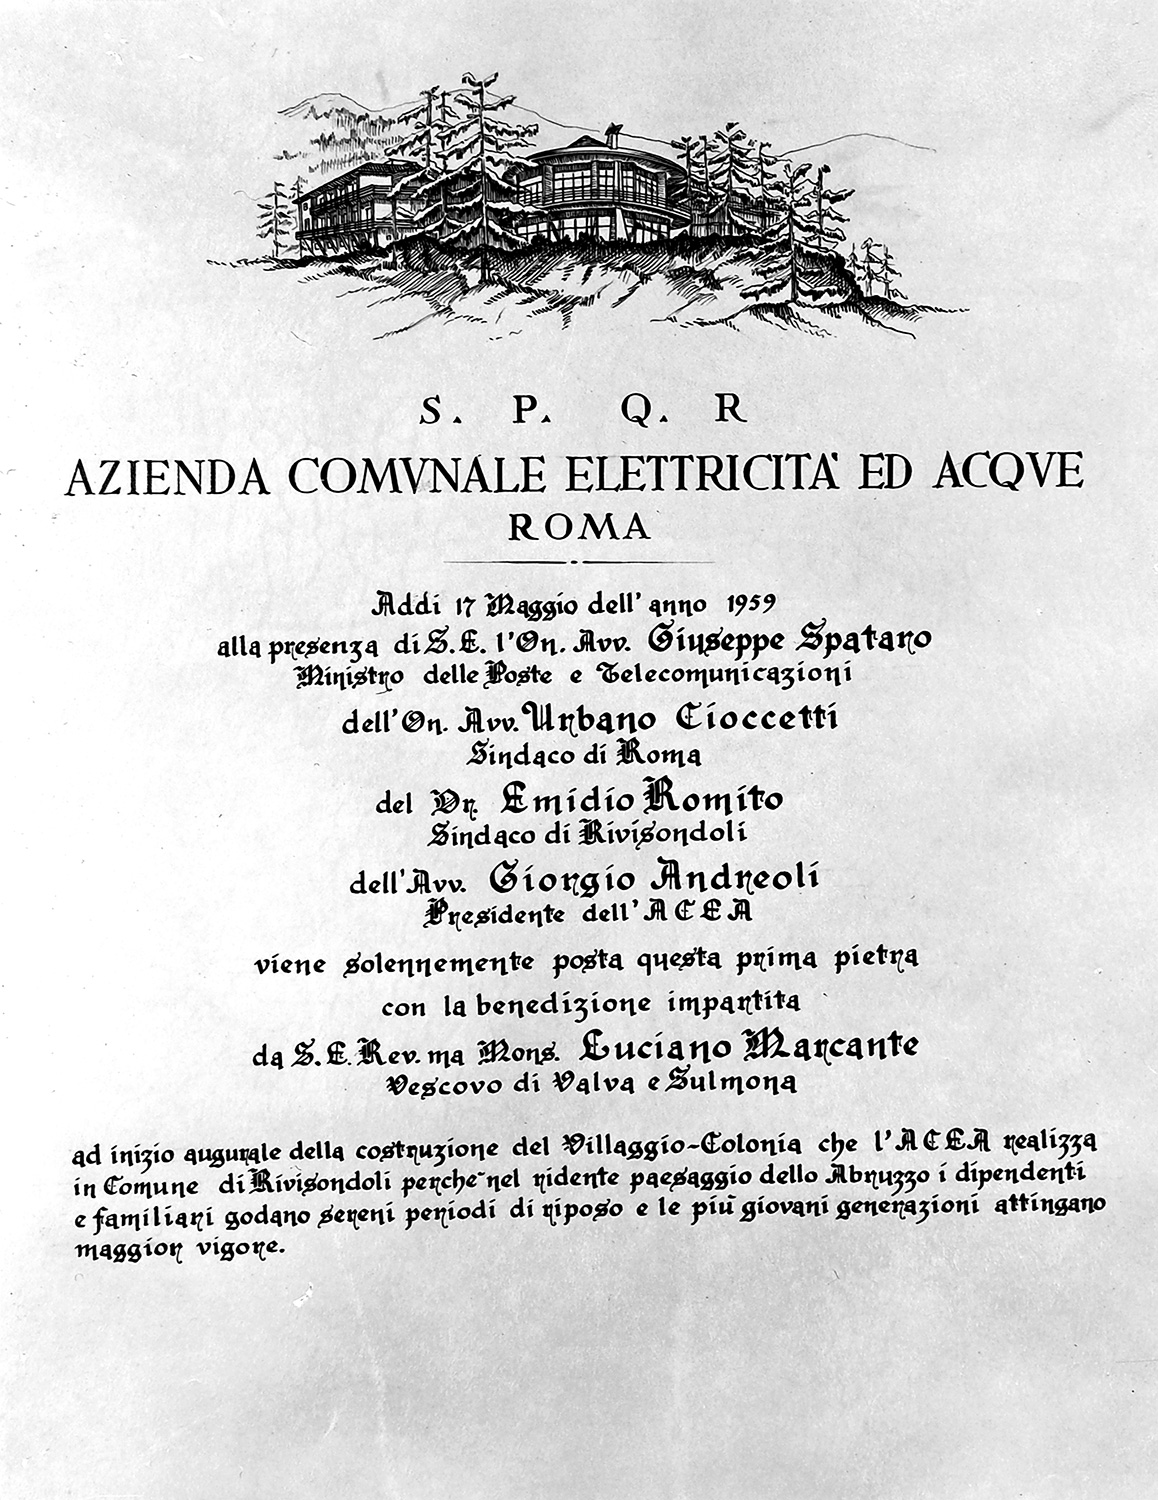 S. P. Q. R
AZIENDA COMVNALE ELETTRICITA' ED ACQVE
ROMA
Addi 17 Maggio dell'anno 1959
alla presenza di S.E. l'On. Avv. Giuseppe Spataro
Ministro delle Poste e Telecomunicazioni
dell'On. Avv. Urbano Cioccetti
Sindaco di Roma
del Dr. Emidio Romito
Sindaco di Rivisondoli
dell'Avv. Giorgio Andreoli
Presidente dell'ACEA
viene solennemente posta questa prima pietra
con la benedizione impartita
da S.E. Rev.ma Mons. Luciano Marcante
Vescovo di Valva e Sulmona
ad inizio augurale della costruzione del Villaggio-Colonia che l'ACEA realizza
in Comune di Rivisondoli perche' nel ridente paesaggio dello Abruzzo i dipendenti
e familiari godano sereni periodi di riposo e le piu' giovani generazioni attingano
maggior vigore.